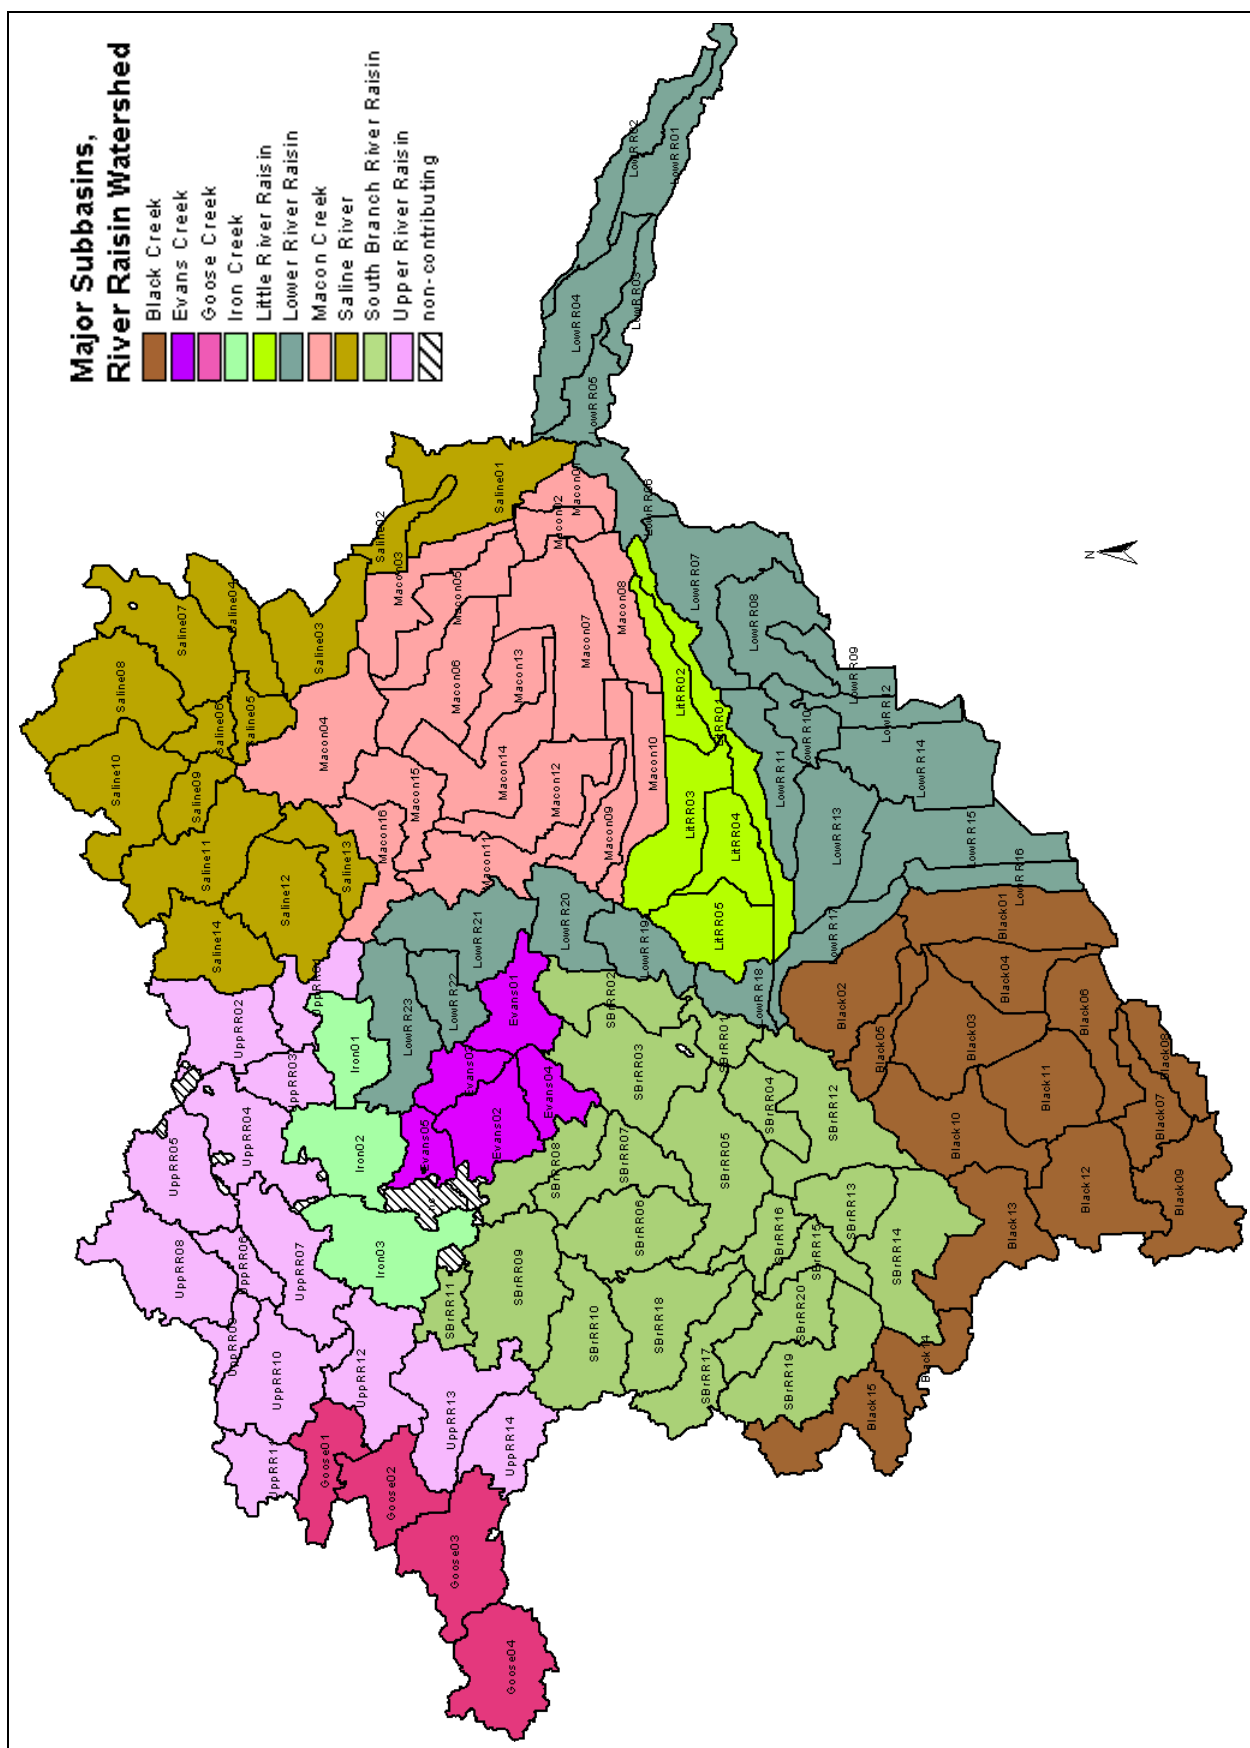 Major Subbasins,
River Raisin Watershed
Black Creek
Evans Creek
Goose Creek
Iron Creek
Little River Raisin
Lower River Raisin
Macon Creek
Saline River
South Branch River Raisin
Upper River Raisin
non-contributing
N
Saline01
Saline02
Saline03
Saline04
Saline05
Saline06
Saline07
Saline08
Saline09
Saline10
Saline11
Saline12
Saline13
Saline14
Macon01
Macon02
Macon03
Macon04
Macon05
Macon06
Macon07
Macon08
Macon09
Macon10
Macon11
Macon12
Macon13
Macon14
Macon15
Macon16
LitRR01
LitRR02
LitRR03
LitRR04
LitRR05
LowRR01
LowRR02
LowRR03
LowRR04
LowRR05
LowRR06
LowRR07
LowRR08
LowRR09
LowRR10
LowRR11
LowRR12
LowRR13
LowRR14
LowRR15
LowRR16
LowRR17
LowRR18
LowRR19
LowRR20
LowRR21
LowRR22
LowRR23
Evans01
Evans02
Evans03
Evans04
Evans05
Iron01
Iron02
Iron03
UppRR01
UppRR02
UppRR03
UppRR04
UppRR05
UppRR06
UppRR07
UppRR08
UppRR09
UppRR10
UppRR11
UppRR12
UppRR13
UppRR14
Goose01
Goose02
Goose03
Goose04
SBrRR01
SBrRR02
SBrRR03
SBrRR04
SBrRR05
SBrRR06
SBrRR07
SBrRR08
SBrRR09
SBrRR10
SBrRR11
SBrRR12
SBrRR13
SBrRR14
SBrRR15
SBrRR16
SBrRR17
SBrRR18
SBrRR19
SBrRR20
Black01
Black02
Black03
Black04
Black05
Black06
Black07
Black08
Black09
Black10
Black11
Black12
Black13
Black14
Black15